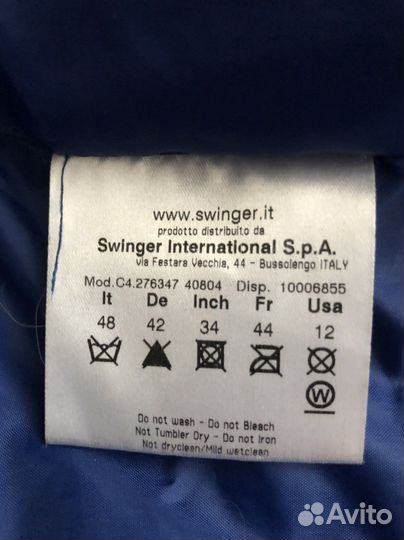 www.swinger.it
prodotto distribuito da
Swinger International S.p.A.
via Festara Vecchia, 44 - Bussolengo ITALY
Mod.C4.276347 40804 Disp. 10006855
It De Inch Fr Usa
48 42 34 44 12
W
Do not wash - Do not Bleach
Not Tumbler Dry - Do not Iron
Not dryclean/Mild wetclean
Avito